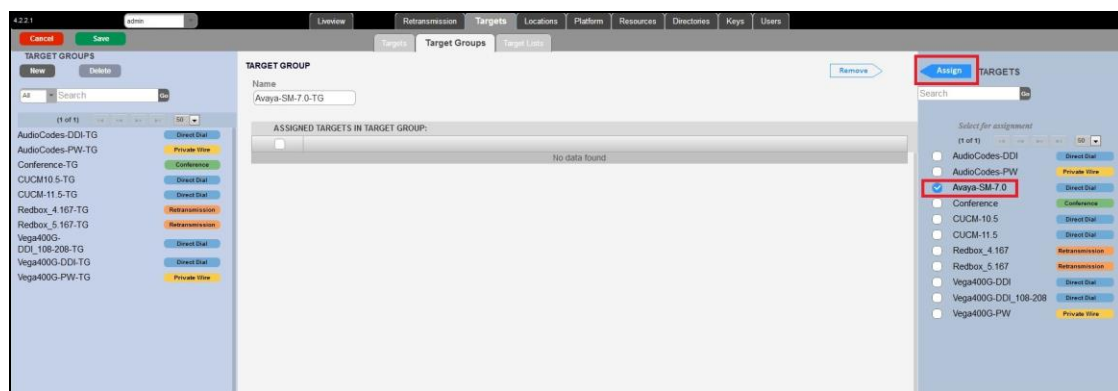 4.2.2.1 admin Liveview Retransmission Targets Locations Platform Resources Directories Keys Users
Cancel Save Targets Target Groups Target Lists
TARGET GROUPS
New Delete
All Search Go
(1 of 1) 50
AudioCodes-DDI-TG Direct Dial
AudioCodes-PW-TG Private Wire
Conference-TG Conference
CUCM10.5-TG Direct Dial
CUCM-11.5-TG Direct Dial
Redbox_4.167-TG Retransmission
Redbox_5.167-TG Retransmission
Vega400G-
DDI_108-208-TG Direct Dial
Vega400G-DDI-TG Direct Dial
Vega400G-PW-TG Private Wire
TARGET GROUP
Remove
Name
Avaya-SM-7.0-TG
ASSIGNED TARGETS IN TARGET GROUP:
No data found
Assign TARGETS
Search Go
Select for assignment
(1 of 1) 50
AudioCodes-DDI Direct Dial
AudioCodes-PW Private Wire
Avaya-SM-7.0 Direct Dial
Conference Conference
CUCM-10.5 Direct Dial
CUCM-11.5 Direct Dial
Redbox_4.167 Retransmission
Redbox_5.167 Retransmission
Vega400G-DDI Direct Dial
Vega400G-DDI_108-208 Direct Dial
Vega400G-PW Private Wire